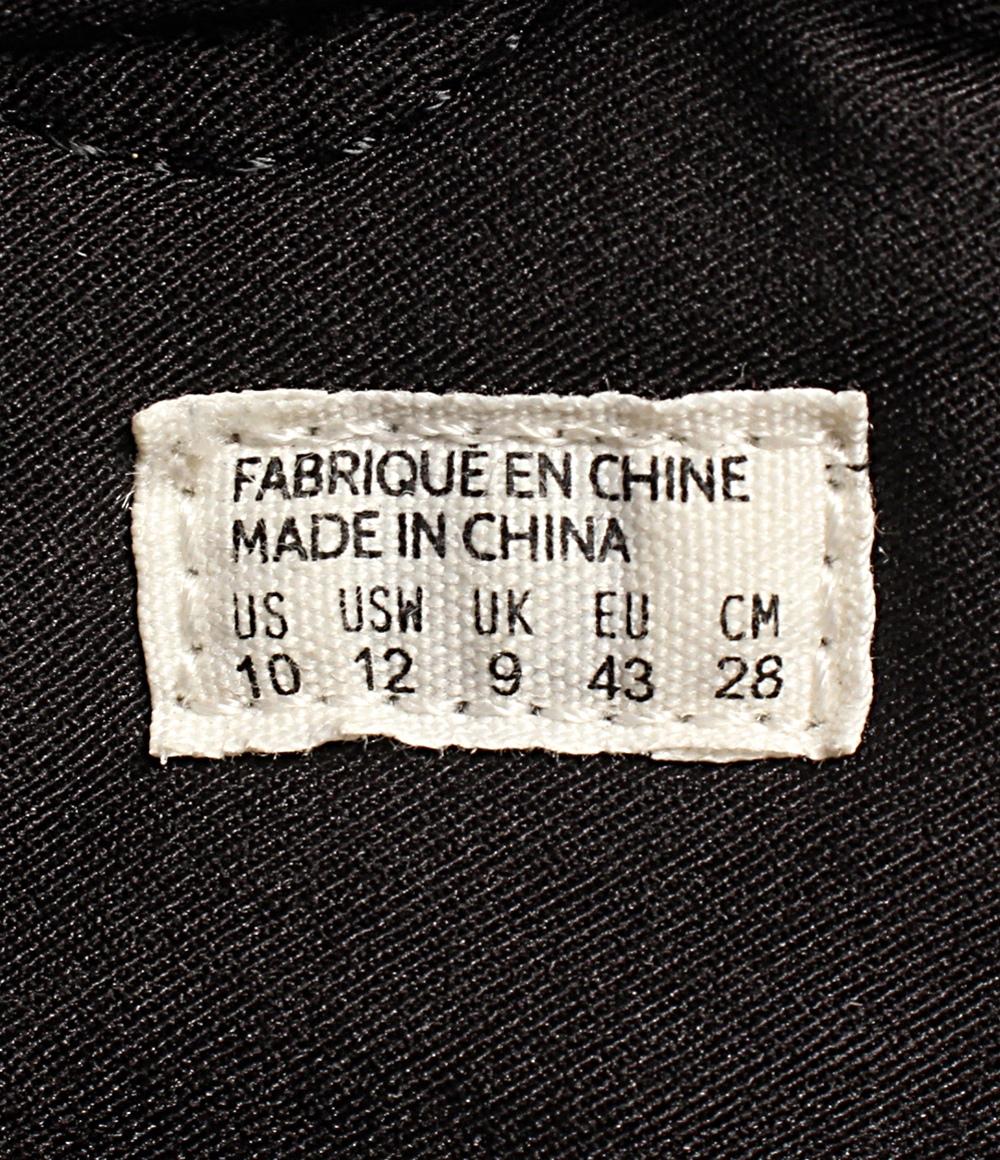 FABRIQUÉ EN CHINE
MADE IN CHINA
US USW UK EU CM
10 12 9 43 28